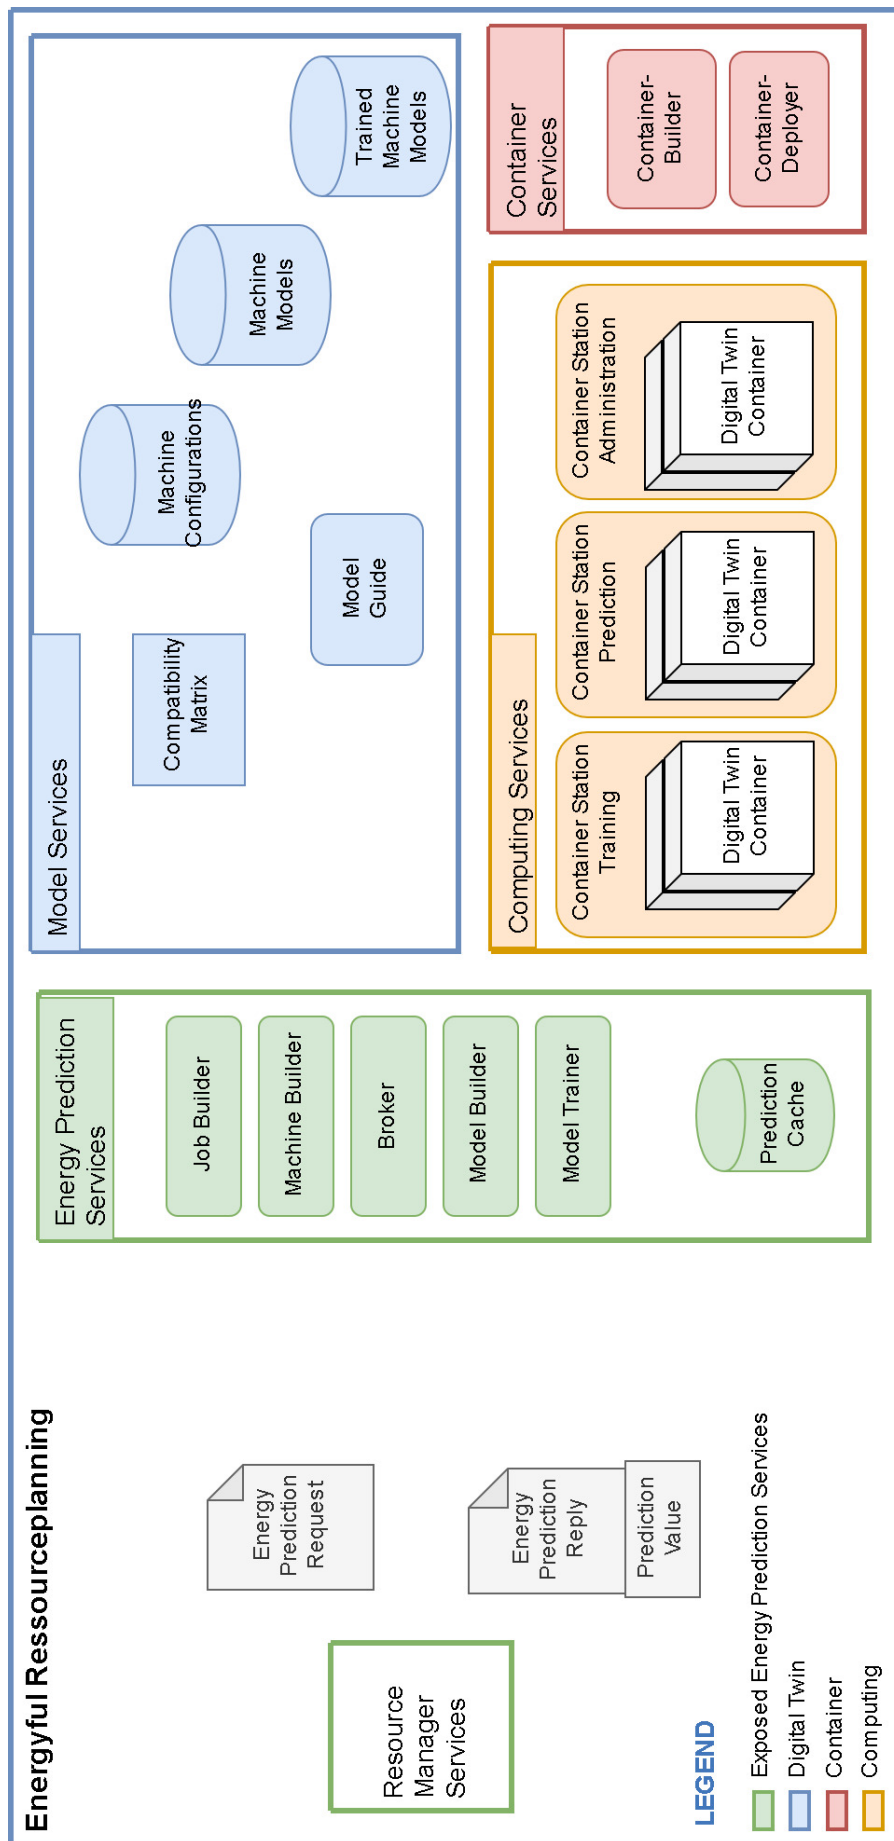 Energyful Ressourceplanning
Resource
Manager
Services
Energy
Prediction
Request
Energy
Prediction
Reply
Prediction
Value
LEGEND
Exposed Energy Prediction Services
Digital Twin
Container
Computing
Energy Prediction
Services
Job Builder
Machine Builder
Broker
Model Builder
Model Trainer
Prediction
Cache
Model Services
Compatibility
Matrix
Model
Guide
Machine
Configurations
Machine
Models
Trained
Machine
Models
Computing Services
Container Station
Training
Digital Twin
Container
Container Station
Prediction
Digital Twin
Container
Container Station
Administration
Digital Twin
Container
Container
Services
Container-
Builder
Container-
Deployer